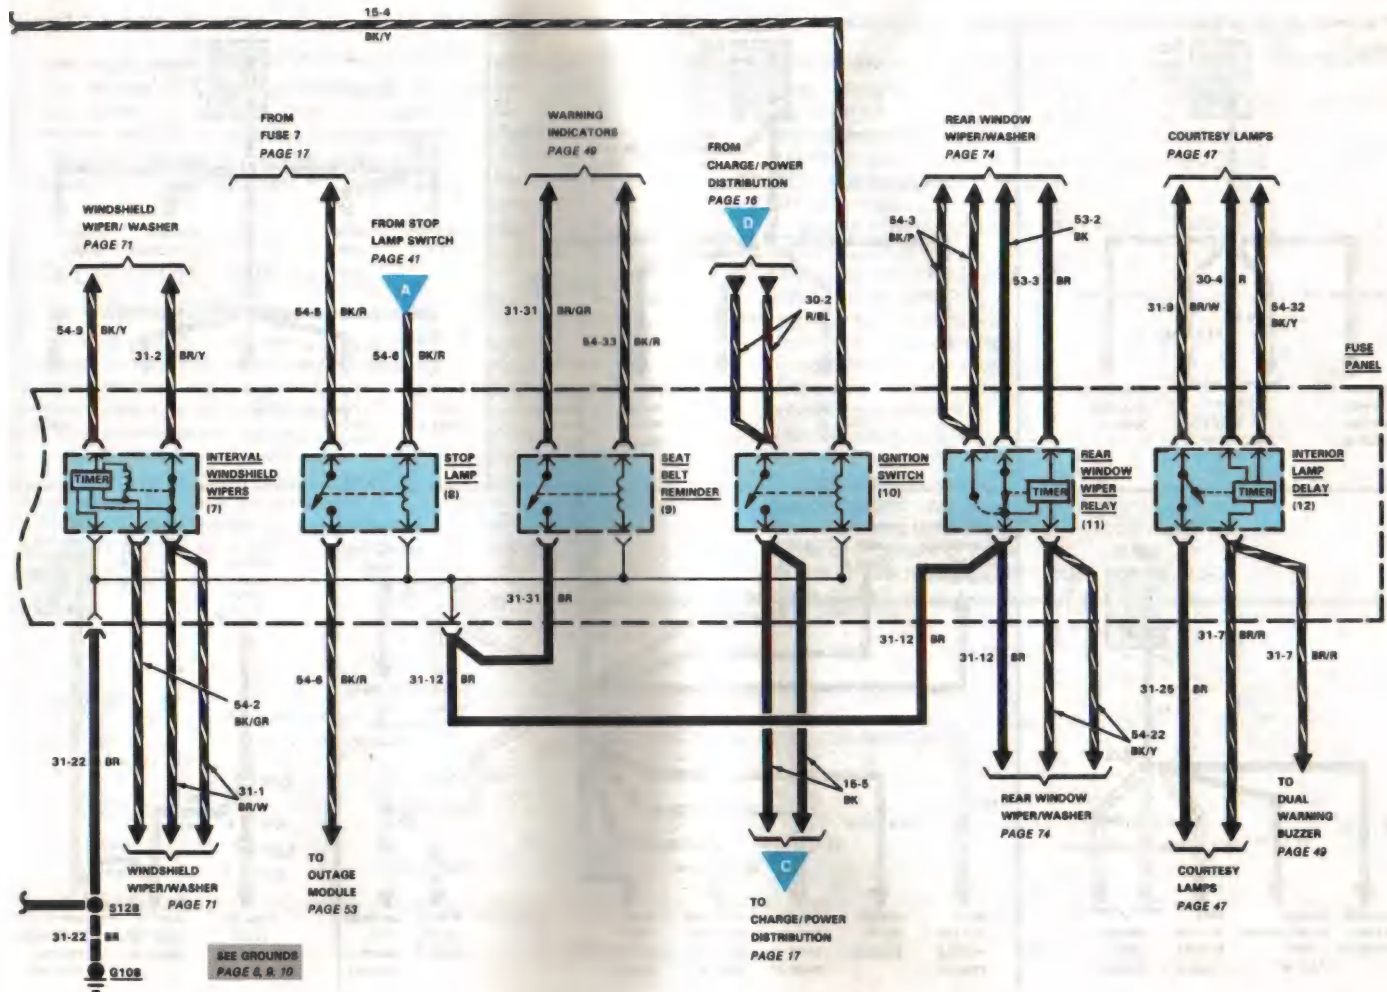 15-4
BK/Y
FROM
FUSE 7
PAGE 17
WARNING
INDICATORS
PAGE 49
FROM
CHARGE/POWER
DISTRIBUTION
PAGE 16
D
REAR WINDOW
WIPER/WASHER
PAGE 74
COURTESY LAMPS
PAGE 47
WINDSHIELD
WIPER/ WASHER
PAGE 71
FROM STOP
LAMP SWITCH
PAGE 41
A
54-9 BK/Y
31-2 BR/Y
54-5 BK/R
54-6 BK/R
31-31 BR/GR
54-33 BK/R
30-2
R/BL
54-3
BK/P
53-2
BK
53-3 BR
31-9 BR/W
30-4 R
54-32
BK/Y
FUSE
PANEL
TIMER
INTERVAL
WINDSHIELD
WIPERS
(7)
STOP
LAMP
(8)
SEAT
BELT
REMINDER
(9)
IGNITION
SWITCH
(10)
TIMER
REAR
WINDOW
WIPER
RELAY
(11)
TIMER
INTERIOR
LAMP
DELAY
(12)
31-31 BR
31-12 BR
31-12 BR
31-12 BR
31-7 BR/R
31-7 BR/R
31-25 BR
54-2
BK/GR
54-6 BK/R
31-22 BR
31-1
BR/W
15-5
BK
54-22
BK/Y
WINDSHIELD
WIPER/WASHER
PAGE 71
TO
OUTAGE
MODULE
PAGE 53
C
TO
CHARGE/POWER
DISTRIBUTION
PAGE 17
REAR WINDOW
WIPER/WASHER
PAGE 74
COURTESY
LAMPS
PAGE 47
TO
DUAL
WARNING
BUZZER
PAGE 49
S128
31-22 BR
G108
SEE GROUNDS
PAGE 8, 9, 10